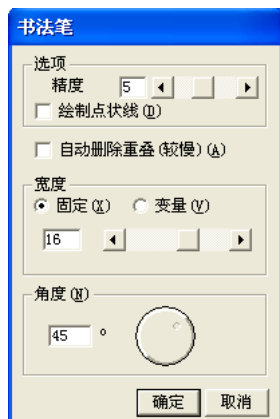 书法笔
选项
精度 5
绘制点状线(D)
自动删除重叠(较慢)(A)
宽度
固定(X) 变量(V)
16
角度(N)
45 °
确定 取消